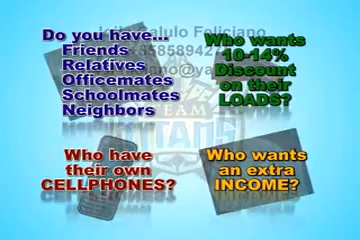 Do you have...
Friends
Relatives
Officemates
Schoolmates
Neighbors
Who wants
10-14%
Discount
on their
LOADS?
TEAM
Who have
their own
CELLPHONES?
Who wants
an extra
INCOME?